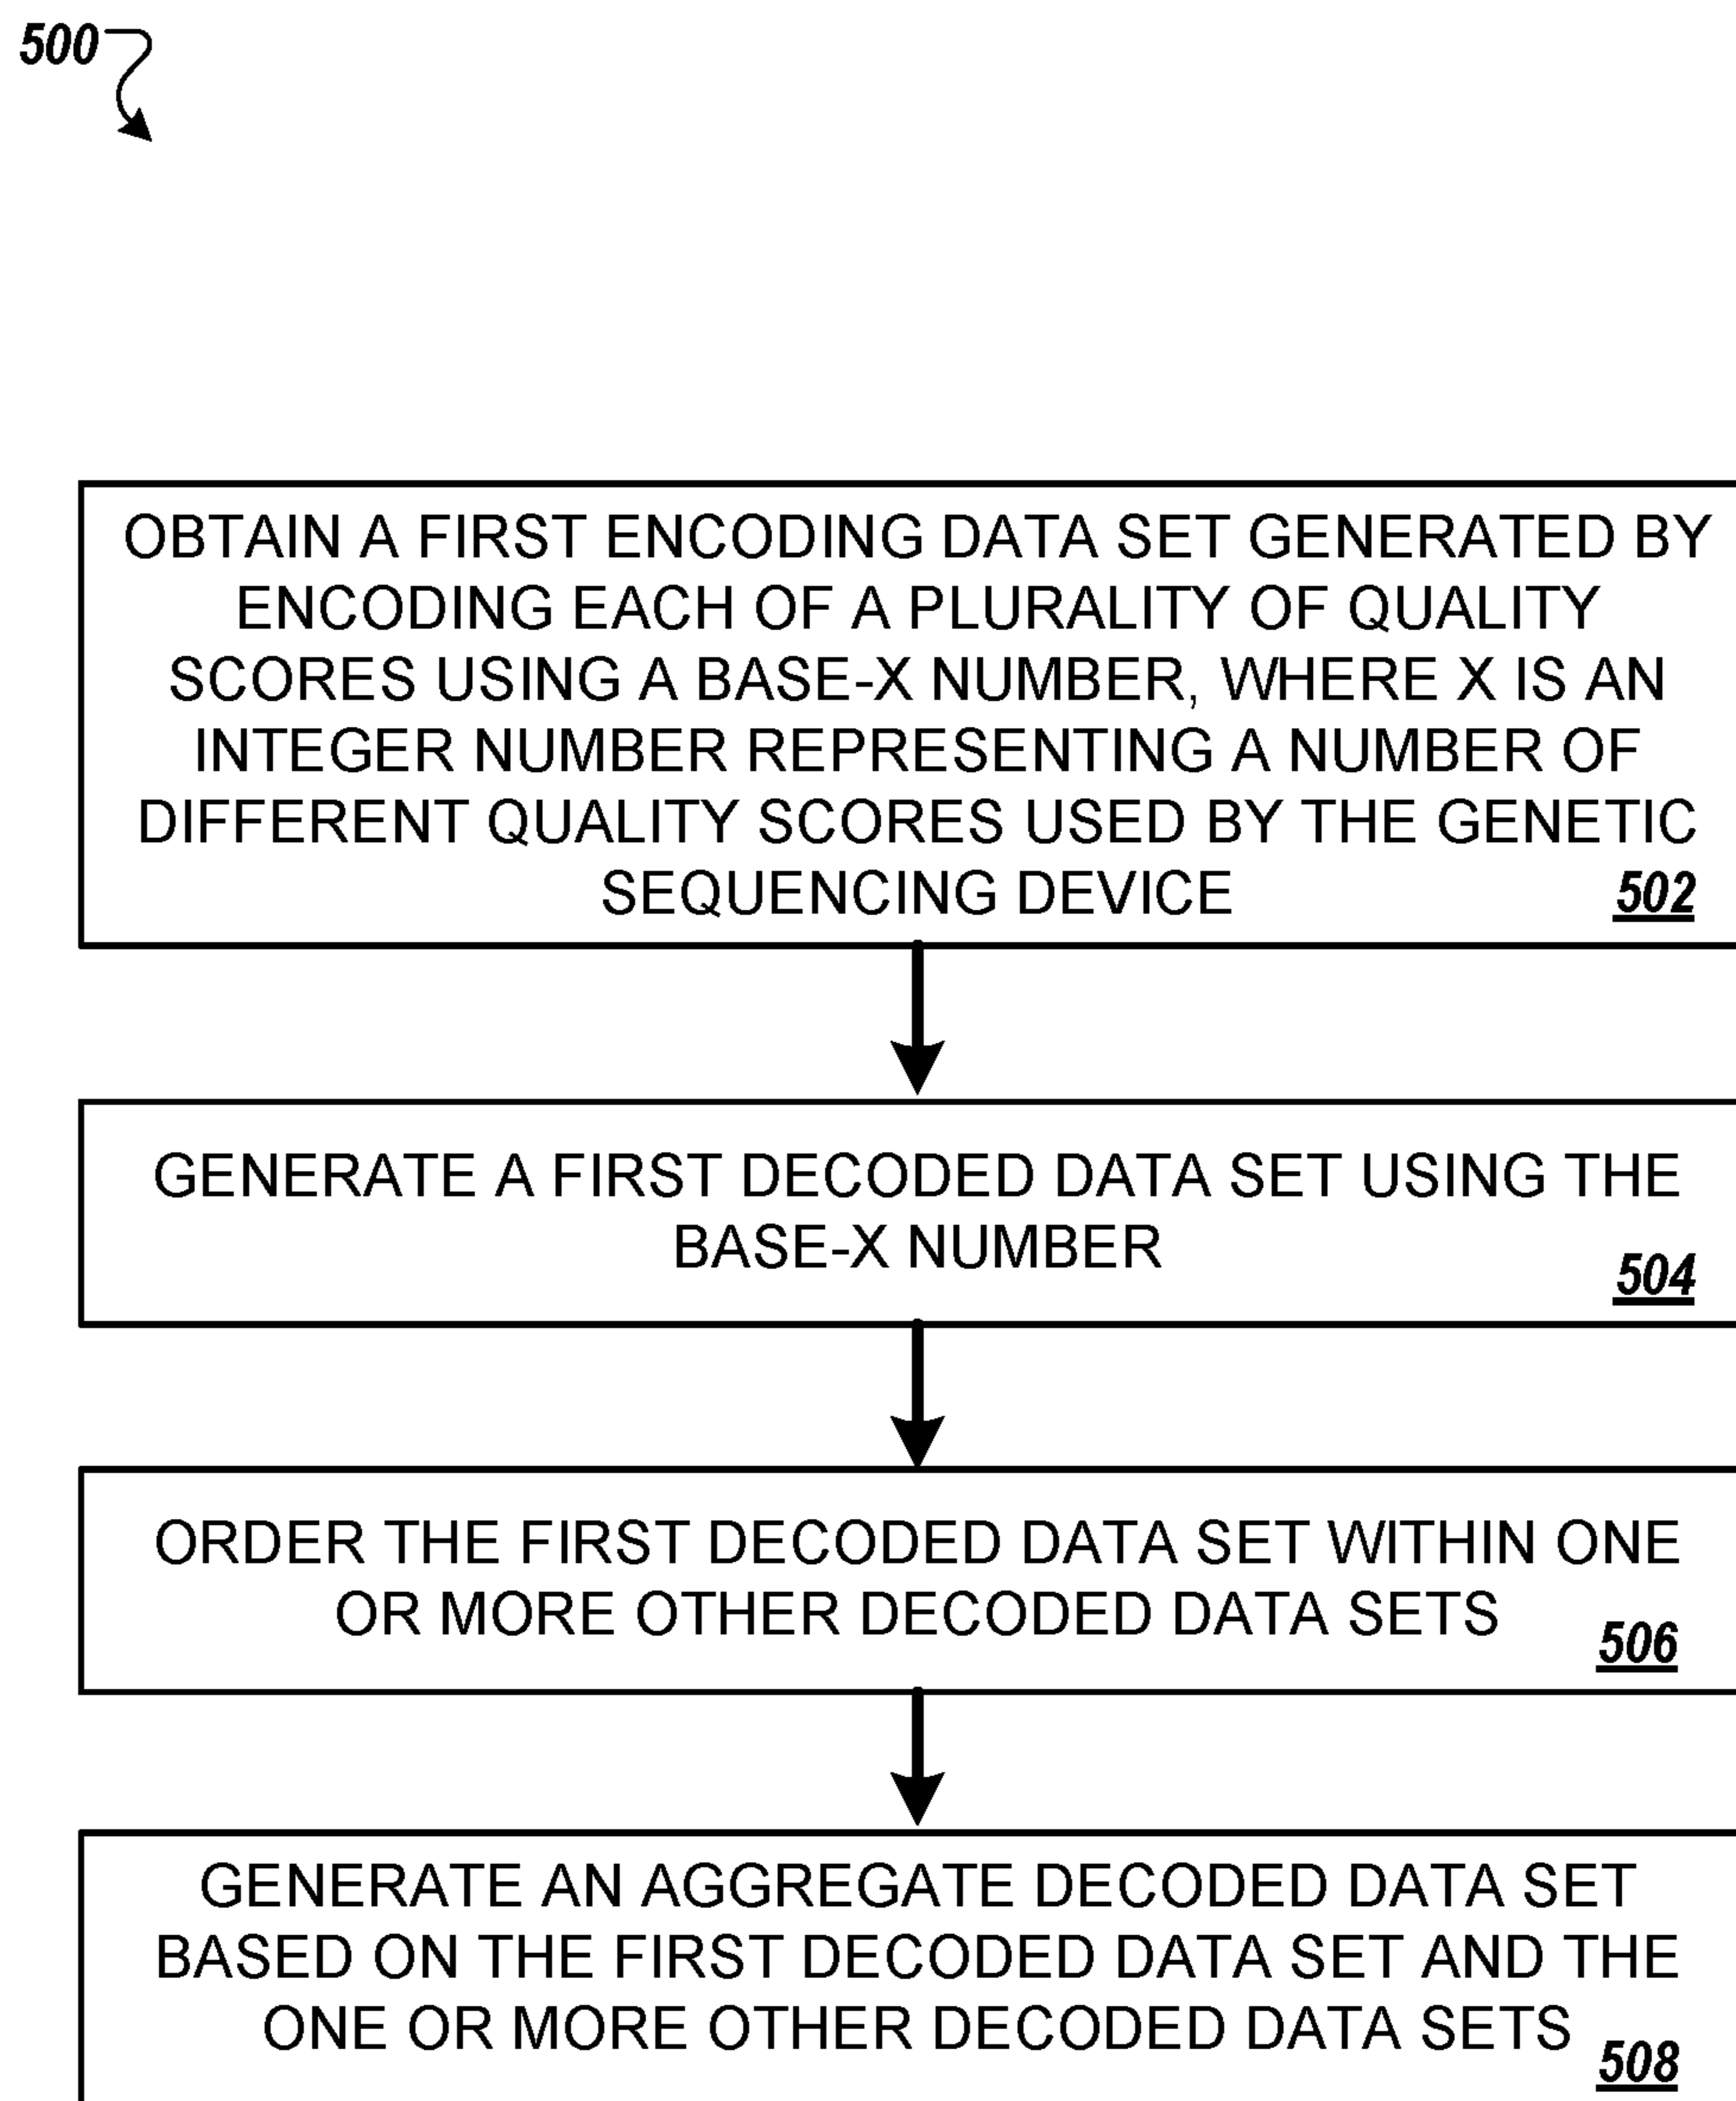 500
OBTAIN A FIRST ENCODING DATA SET GENERATED BY
ENCODING EACH OF A PLURALITY OF QUALITY
SCORES USING A BASE-X NUMBER, WHERE X IS AN
INTEGER NUMBER REPRESENTING A NUMBER OF
DIFFERENT QUALITY SCORES USED BY THE GENETIC
SEQUENCING DEVICE
502
GENERATE A FIRST DECODED DATA SET USING THE
BASE-X NUMBER
504
ORDER THE FIRST DECODED DATA SET WITHIN ONE
OR MORE OTHER DECODED DATA SETS
506
GENERATE AN AGGREGATE DECODED DATA SET
BASED ON THE FIRST DECODED DATA SET AND THE
ONE OR MORE OTHER DECODED DATA SETS
508